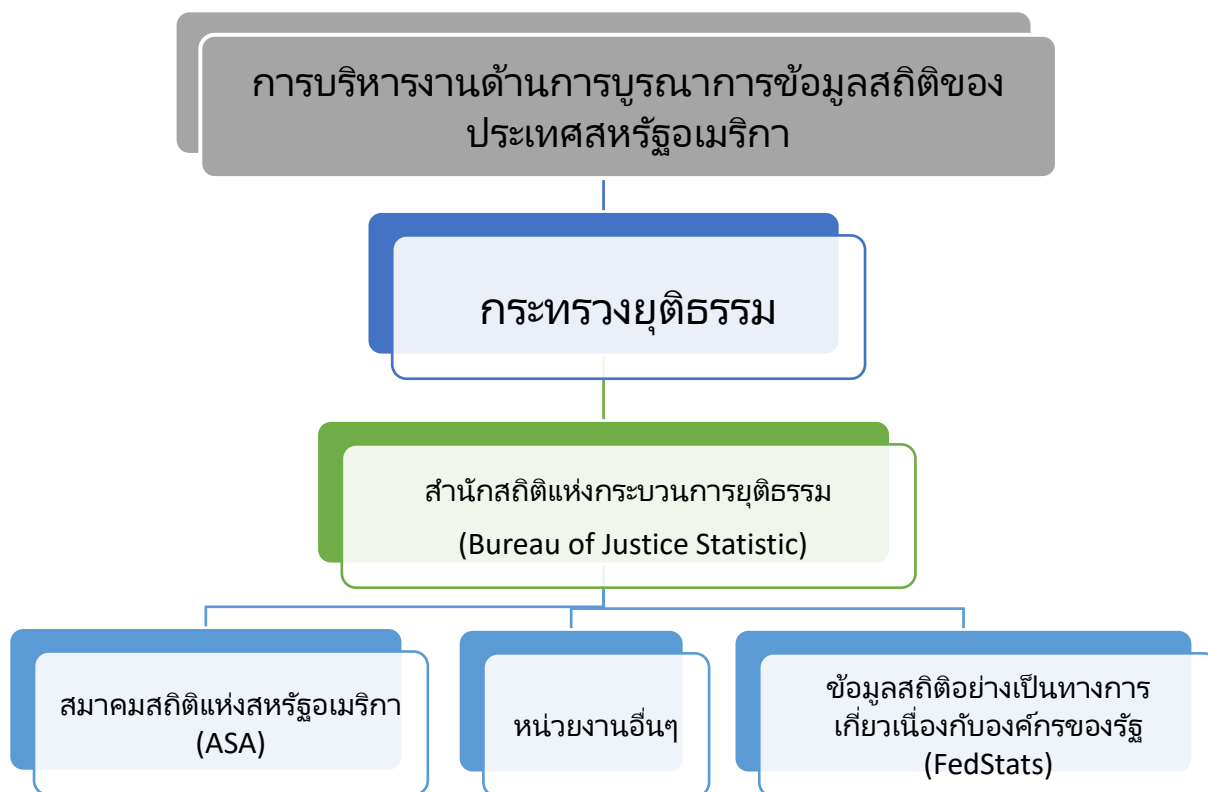 การบริหารงานด้านการบูรณาการข้อมูลสถิติของ
ประเทศสหรัฐอเมริกา
กระทรวงยุติธรรม
สำนักสถิติแห่งกระบวนการยุติธรรม
(Bureau of Justice Statistic)
สมาคมสถิติแห่งสหรัฐอเมริกา
(ASA)
หน่วยงานอื่นๆ
ข้อมูลสถิติอย่างเป็นทางการ
เกี่ยวเนื่องกับองค์กรของรัฐ
(FedStats)